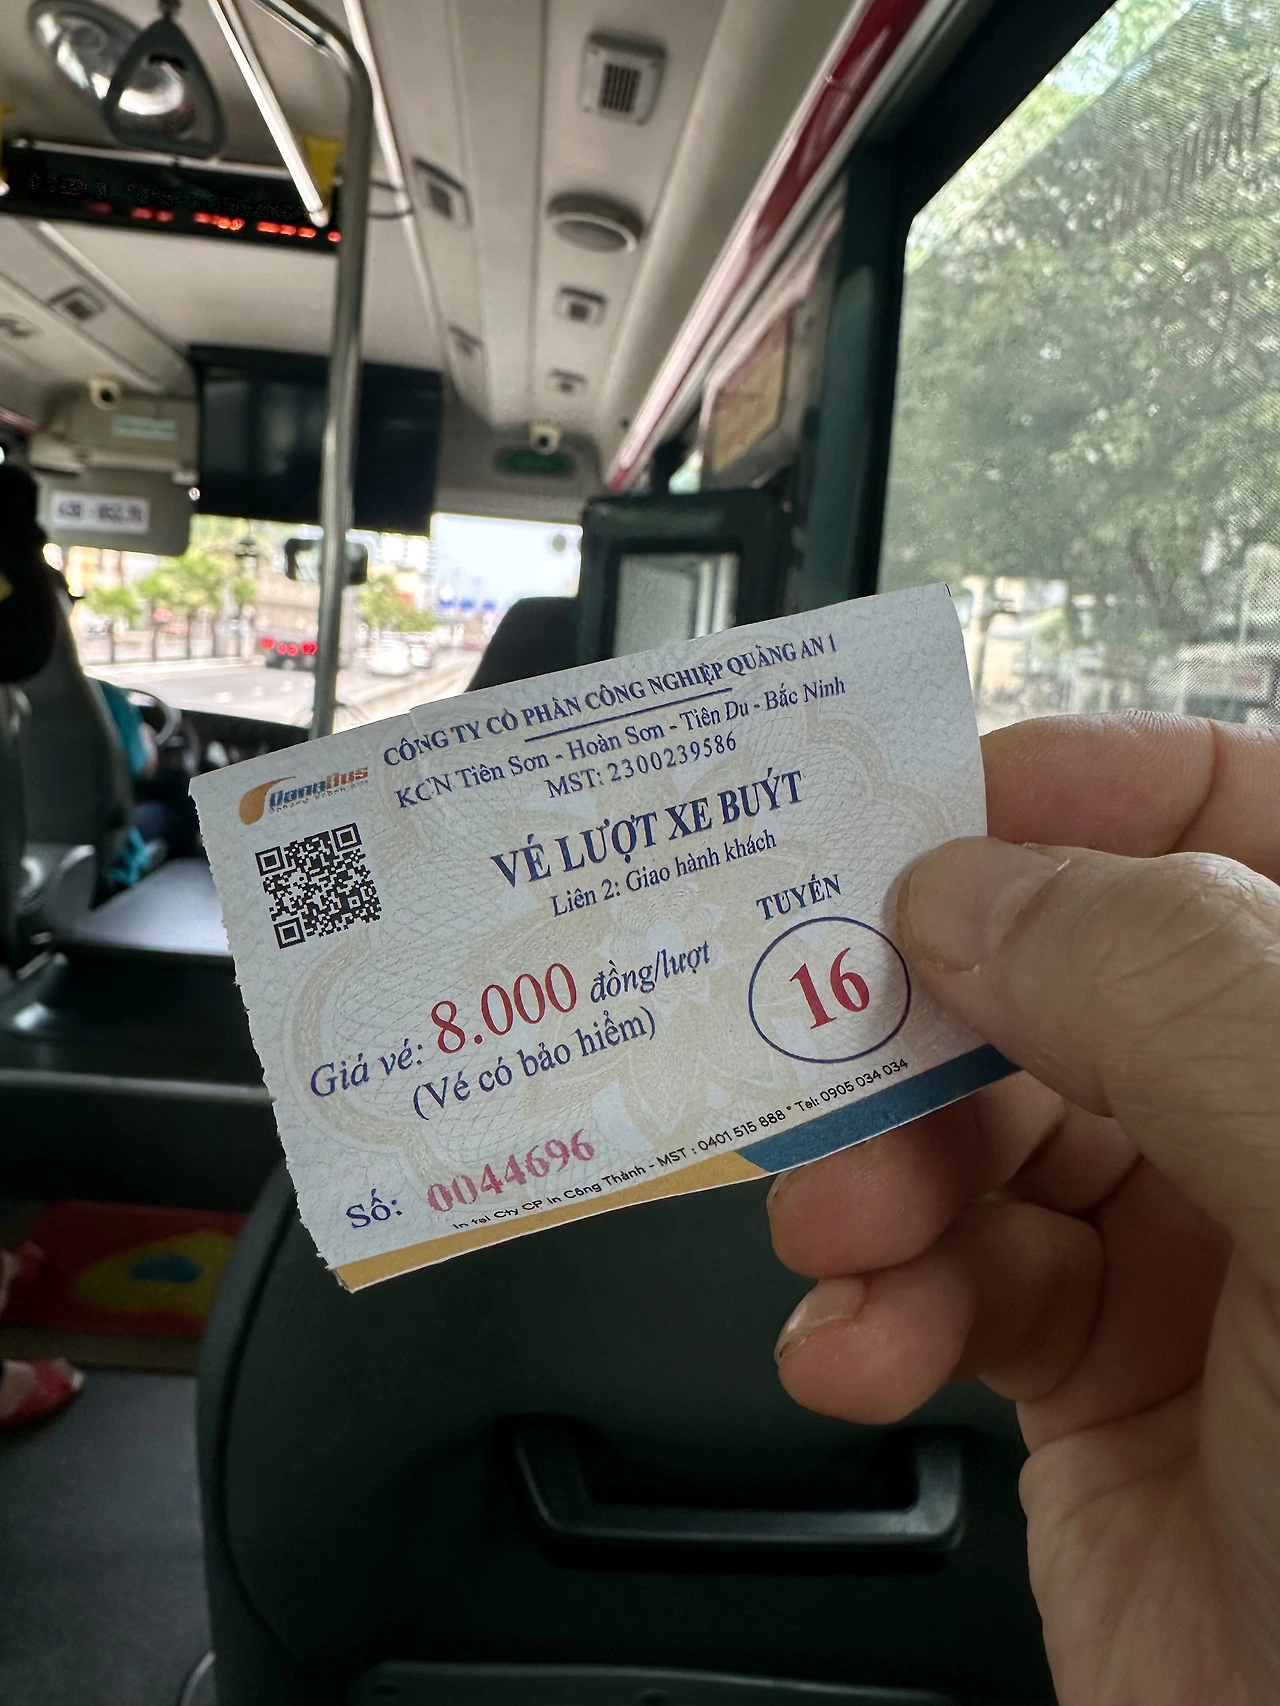 DanaBus
CÔNG TY CỔ PHẦN CÔNG NGHIỆP QUẢNG AN 1
KCN Tiên Sơn - Hoàn Sơn - Tiên Du - Bắc Ninh
MST: 2300239586
VÉ LƯỢT XE BUÝT
Liên 2: Giao hành khách
TUYẾN
16
Giá vé: 8.000 đồng/lượt
(Vé có bảo hiểm)
Số: 0044696
In tại Cty CP in Công Thành - MST : 0401 515 888 * Tel: 0905 034 034